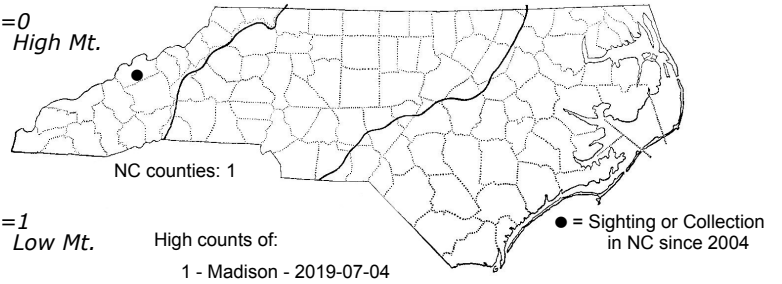 =0
High Mt.
NC counties: 1
=1
Low Mt.
High counts of:
1 - Madison - 2019-07-04
● = Sighting or Collection
in NC since 2004